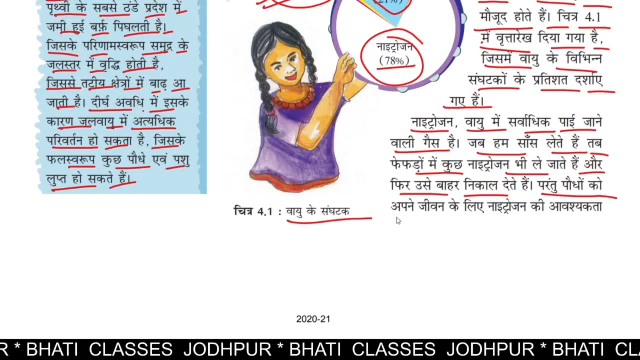 पृथ्वी के सबसे ठंडे प्रदेश में
जमी हुई बर्फ़ पिघलती है।
जिसके परिणामस्वरूप समुद्र के
जलस्तर में वृद्धि होती है,
जिससे तटीय क्षेत्रों में बाढ़ आ
जाती है। दीर्घ अवधि में इसके
कारण जलवायु में अत्यधिक
परिवर्तन हो सकता है, जिसके
फलस्वरूप कुछ पौधे एवं पशु
लुप्त हो सकते हैं।
(21%)
नाइट्रोजन
(78%)
चित्र 4.1 : वायु के संघटक
मौजूद होते हैं। चित्र 4.1
में वृत्तारेख दिया गया है,
जिसमें वायु के विभिन्न
संघटकों के प्रतिशत दर्शाए
गए हैं।
नाइट्रोजन, वायु में सर्वाधिक पाई जाने
वाली गैस है। जब हम साँस लेते हैं तब
फेफड़ों में कुछ नाइट्रोजन भी ले जाते हैं और
फिर उसे बाहर निकाल देते हैं। परंतु पौधों को
अपने जीवन के लिए नाइट्रोजन की आवश्यकता
2020-21
R * BHATI CLASSES JODHPUR * BHATI CLASSES JODHPUR * BHATI CLAS